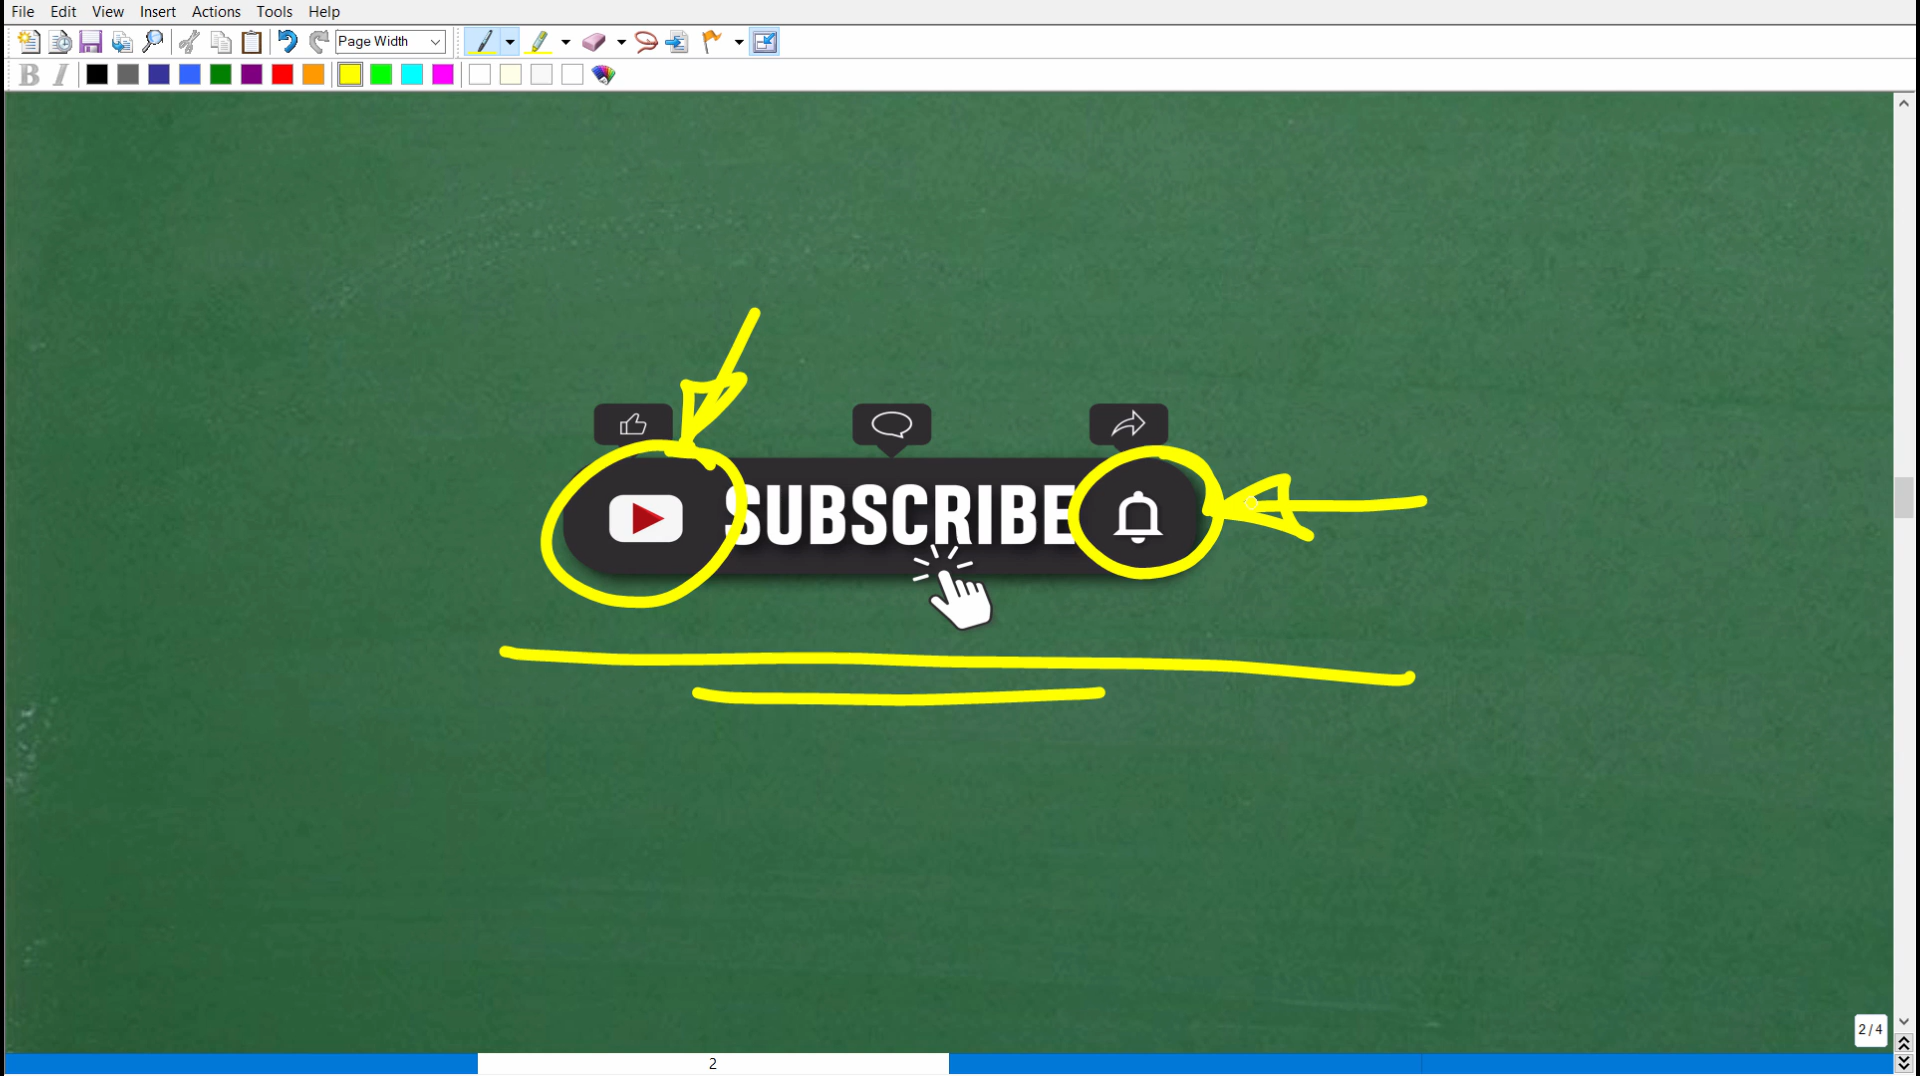 File Edit View Insert Actions Tools Help
Page Width
B I
SUBSCRIBE
2 / 4
2